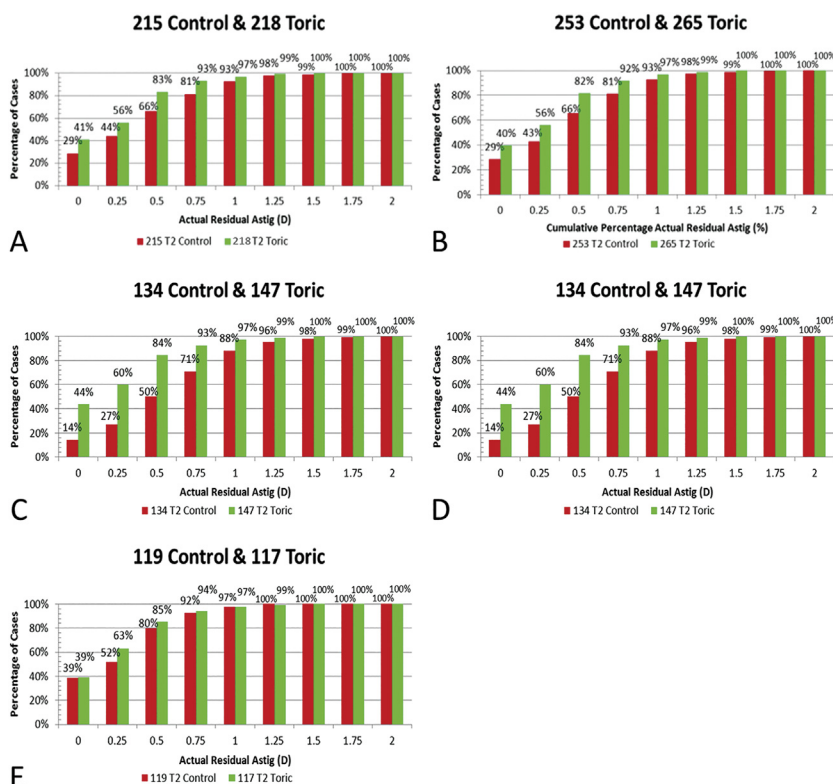 215 Control & 218 Toric
Percentage of Cases
100%
80%
60%
40%
20%
0%
29% 41% 44% 56% 66% 83% 81% 93% 93% 97% 98% 99% 99% 100% 100% 100% 100% 100%
0 0.25 0.5 0.75 1 1.25 1.5 1.75 2
Actual Residual Astig (D)
215 T2 Control 218 T2 Toric
A
253 Control & 265 Toric
Percentage of Cases
100%
80%
60%
40%
20%
0%
29% 40% 43% 56% 66% 82% 81% 92% 93% 97% 98% 99% 99% 100% 100% 100% 100% 100%
0 0.25 0.5 0.75 1 1.25 1.5 1.75 2
Cumulative Percentage Actual Residual Astig (%)
253 T2 Control 265 T2 Toric
B
134 Control & 147 Toric
Percentage of Cases
100%
80%
60%
40%
20%
0%
14% 44% 27% 60% 50% 84% 71% 93% 88% 97% 96% 99% 98% 100% 99% 100% 100% 100%
0 0.25 0.5 0.75 1 1.25 1.5 1.75 2
Actual Residual Astig (D)
134 T2 Control 147 T2 Toric
C
134 Control & 147 Toric
Percentage of Cases
100%
80%
60%
40%
20%
0%
14% 44% 27% 60% 50% 84% 71% 93% 88% 97% 96% 99% 98% 100% 99% 100% 100% 100%
0 0.25 0.5 0.75 1 1.25 1.5 1.75 2
Actual Residual Astig (D)
134 T2 Control 147 T2 Toric
D
119 Control & 117 Toric
Percentage of Cases
100%
80%
60%
40%
20%
0%
39% 39% 52% 63% 80% 85% 92% 94% 97% 97% 100% 99% 100% 100% 100% 100% 100% 100%
0 0.25 0.5 0.75 1 1.25 1.5 1.75 2
Actual Residual Astig (D)
119 T2 Control 117 T2 Toric